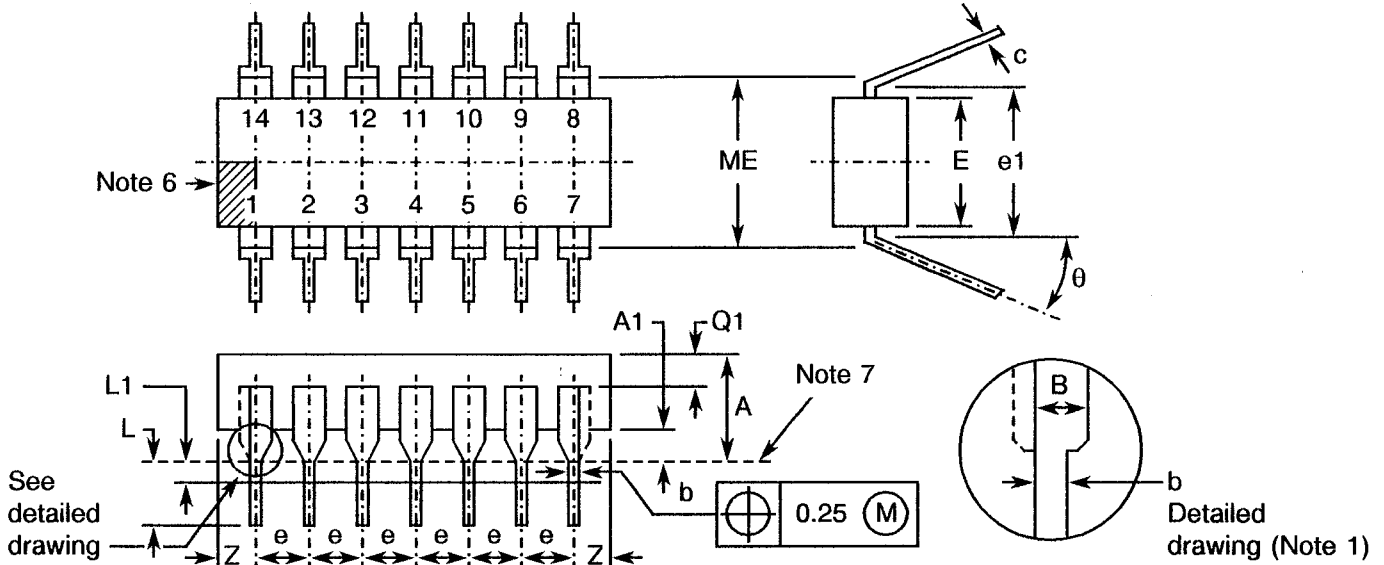 14 13 12 11 10 9 8
Note 6
1 2 3 4 5 6 7
ME
E
e1
c
θ
A1
Q1
L1
L
A
Note 7
B
b
b
See
detailed
drawing
0.25 M
Z e e e e e e Z
Detailed
drawing (Note 1)